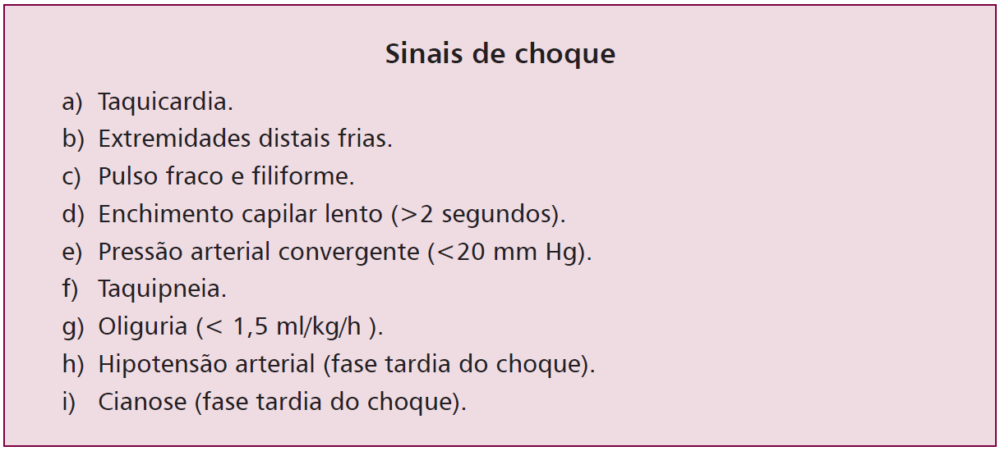 Sinais de choque
a) Taquicardia.
b) Extremidades distais frias.
c) Pulso fraco e filiforme.
d) Enchimento capilar lento (>2 segundos).
e) Pressão arterial convergente (<20 mm Hg).
f) Taquipneia.
g) Oliguria (< 1,5 ml/kg/h ).
h) Hipotensão arterial (fase tardia do choque).
i) Cianose (fase tardia do choque).